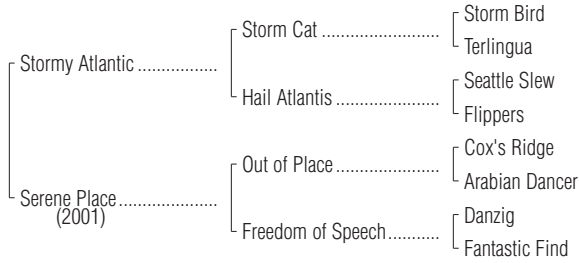 Storm Bird
Storm Cat ......................
Terlingua
Stormy Atlantic ...............
Seattle Slew
Hail Atlantis ....................
Flippers
Cox's Ridge
Out of Place ....................
Arabian Dancer
Serene Place ..................
(2001)
Danzig
Freedom of Speech ..........
Fantastic Find